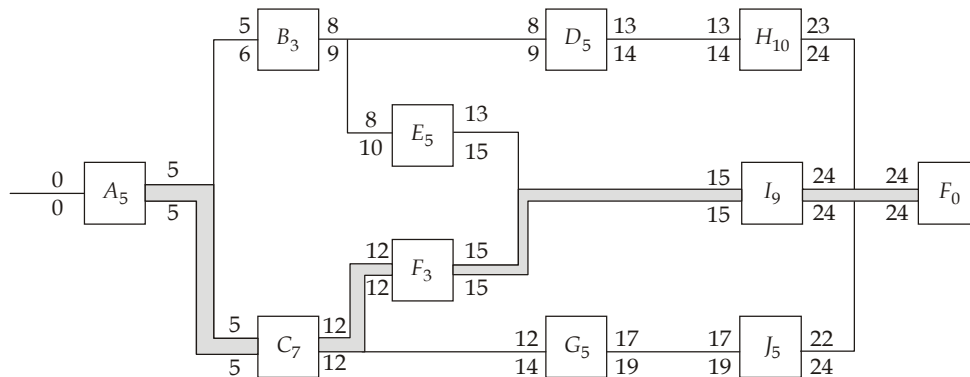 5 B₃ 8 8 D₅ 13 13 H₁₀ 23
6 9 9 14 14 24
8 E₅ 13
10 15
0 A₅ 5 15 I₉ 24 24 F₀
0 5 15 24 24
12 F₃ 15
12 15
5 C₇ 12 12 G₅ 17 17 J₅ 22
5 12 14 19 19 24